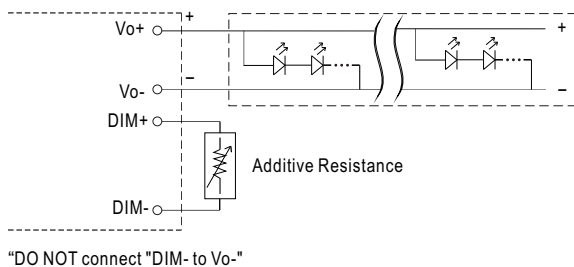 Vo+
+
+
Vo-
−
−
DIM+
Additive Resistance
DIM-
“DO NOT connect "DIM- to Vo-"